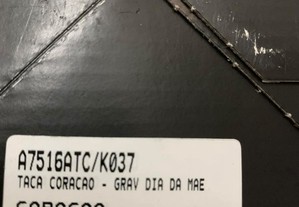 A7516ATC/K037
TACA CORACAO - GRAV DIA DA MAE